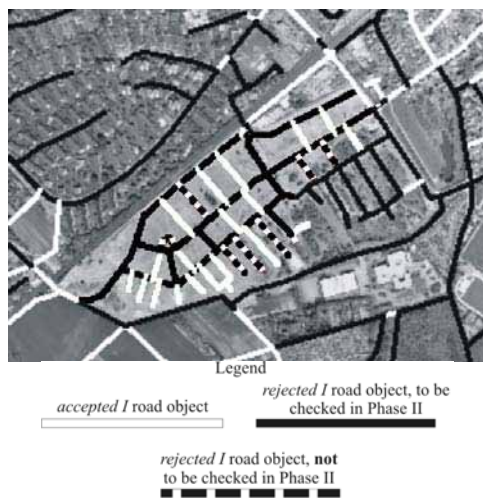 Legend
accepted I road object
rejected I road object, to be
checked in Phase II
rejected I road object, not
to be checked in Phase II